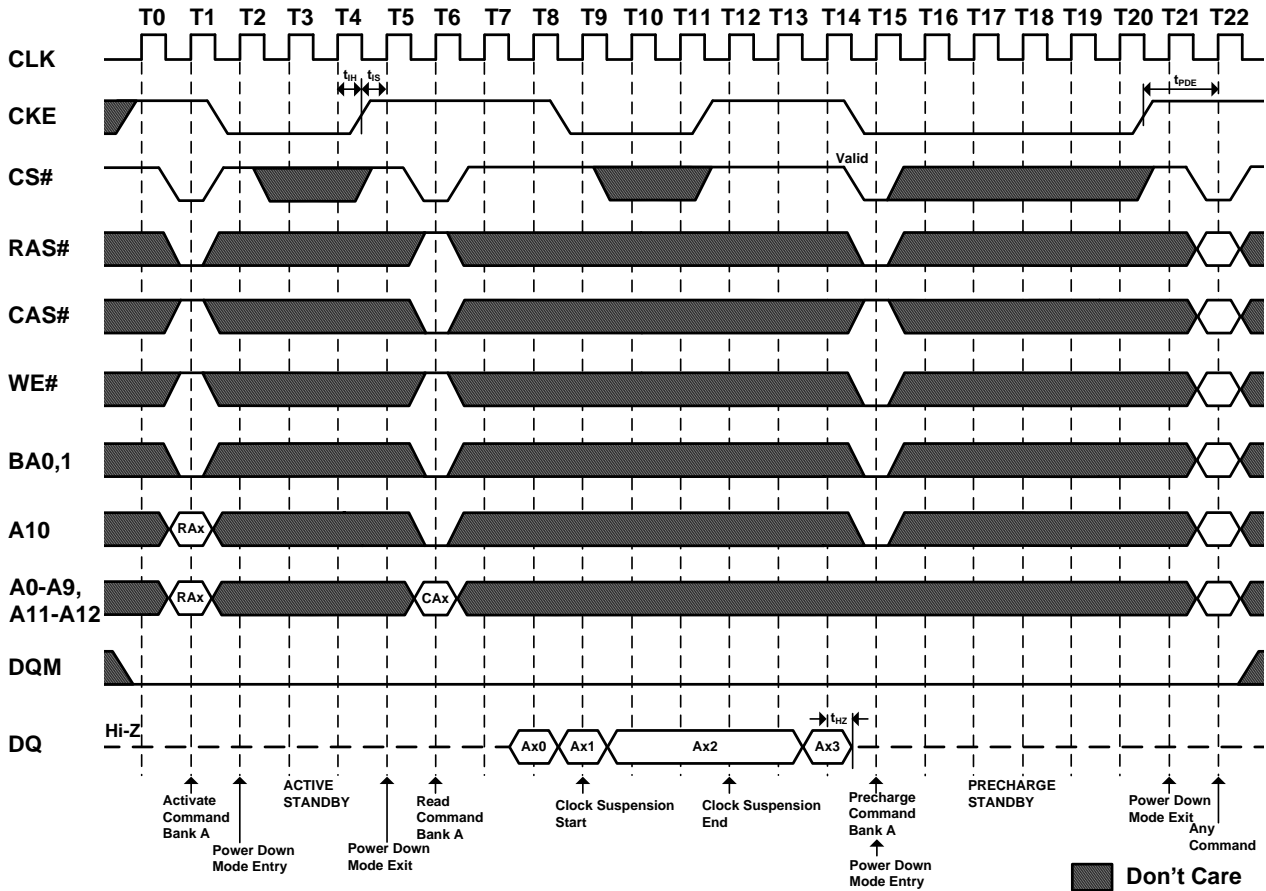 T0 T1 T2 T3 T4 T5 T6 T7 T8 T9 T10 T11 T12 T13 T14 T15 T16 T17 T18 T19 T20 T21 T22
CLK
tIH tIS
tPDE
CKE
Valid
CS#
RAS#
CAS#
WE#
BA0,1
A10
RAx
A0-A9,
A11-A12
RAx
CAx
DQM
Hi-Z
tHZ
DQ
Ax0 Ax1 Ax2 Ax3
Activate
Command
Bank A
ACTIVE
STANDBY
Read
Command
Bank A
Clock Suspension
Start
Clock Suspension
End
Precharge
Command
Bank A
PRECHARGE
STANDBY
Power Down
Mode Exit
Any
Command
Power Down
Mode Entry
Power Down
Mode Exit
Power Down
Mode Entry
Don't Care